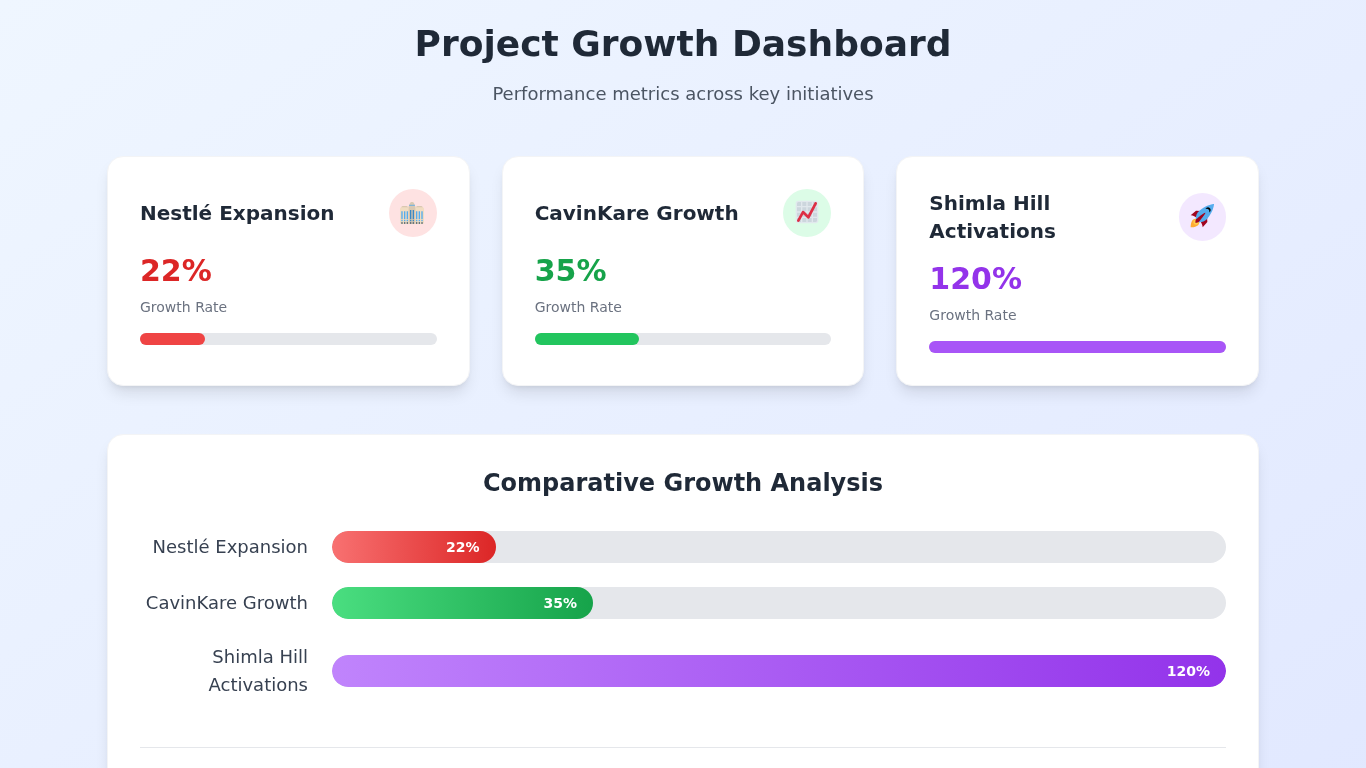 Project Growth Dashboard
Performance metrics across key initiatives
Nestlé Expansion
22%
Growth Rate
CavinKare Growth
35%
Growth Rate
Shimla Hill
Activations
120%
Growth Rate
Comparative Growth Analysis
Nestlé Expansion
22%
CavinKare Growth
35%
Shimla Hill
Activations
120%